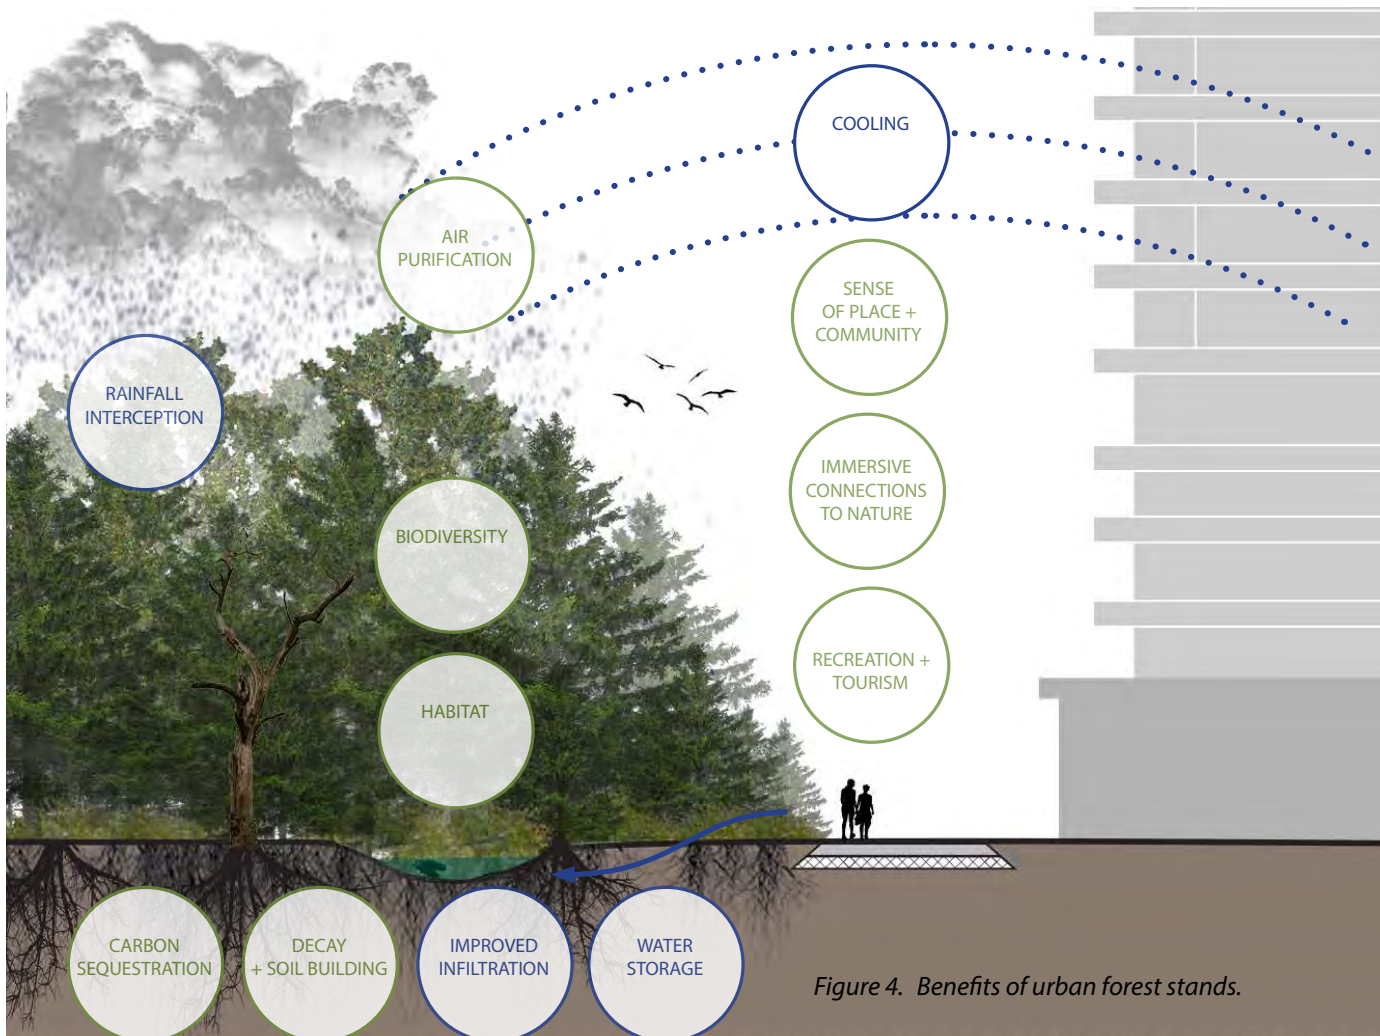 COOLING
AIR
PURIFICATION
SENSE
OF PLACE +
COMMUNITY
RAINFALL
INTERCEPTION
IMMERSIVE
CONNECTIONS
TO NATURE
BIODIVERSITY
RECREATION +
TOURISM
HABITAT
CARBON
SEQUESTRATION
DECAY
+ SOIL BUILDING
IMPROVED
INFILTRATION
WATER
STORAGE
Figure 4.  Benefits of urban forest stands.